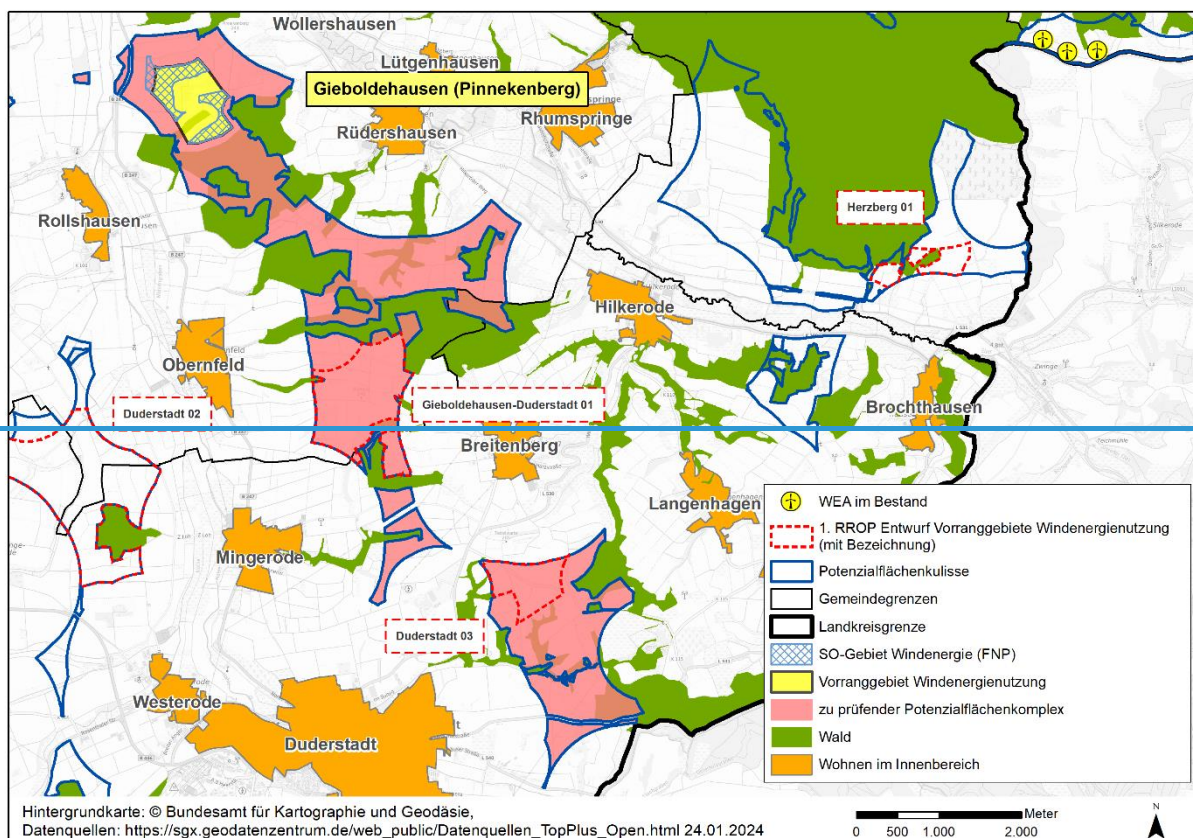 Wollershausen
Lütgenhausen
Gieboldehausen (Pinnekenberg)
Rüdershausen
Rhumspringe
Rollshausen
Herzberg 01
Hilkerode
Obernfeld
Duderstadt 02
Gieboldehausen-Duderstadt 01
Brochthausen
Breitenberg
Langenhagen
Mingerode
Duderstadt 03
Westerode
Duderstadt
WEA im Bestand
1. RROP Entwurf Vorranggebiete Windenergienutzung
(mit Bezeichnung)
Potenzialflächenkulisse
Gemeindegrenzen
Landkreisgrenze
SO-Gebiet Windenergie (FNP)
Vorranggebiet Windenergienutzung
zu prüfender Potenzialflächenkomplex
Wald
Wohnen im Innenbereich
Hintergrundkarte: © Bundesamt für Kartographie und Geodäsie,
Datenquellen: https://sgx.geodatenzentrum.de/web_public/Datenquellen_TopPlus_Open.html 24.01.2024
Meter
0 500 1.000 2.000
N